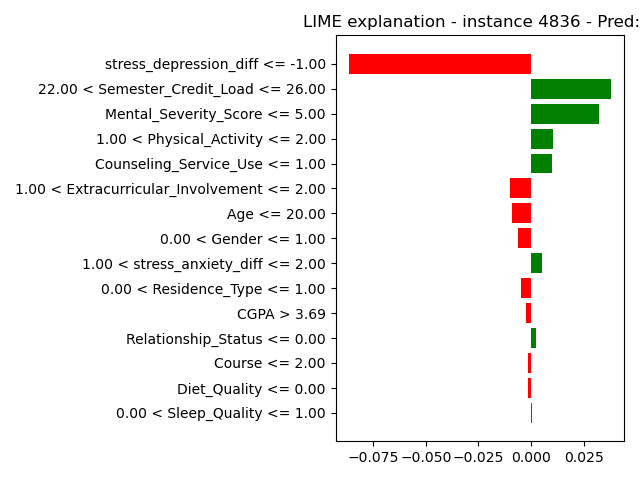 LIME explanation - instance 4836 - Pred:
stress_depression_diff <= -1.00
22.00 < Semester_Credit_Load <= 26.00
Mental_Severity_Score <= 5.00
1.00 < Physical_Activity <= 2.00
Counseling_Service_Use <= 1.00
1.00 < Extracurricular_Involvement <= 2.00
Age <= 20.00
0.00 < Gender <= 1.00
1.00 < stress_anxiety_diff <= 2.00
0.00 < Residence_Type <= 1.00
CGPA > 3.69
Relationship_Status <= 0.00
Course <= 2.00
Diet_Quality <= 0.00
0.00 < Sleep_Quality <= 1.00
−0.075 −0.050 −0.025 0.000 0.025